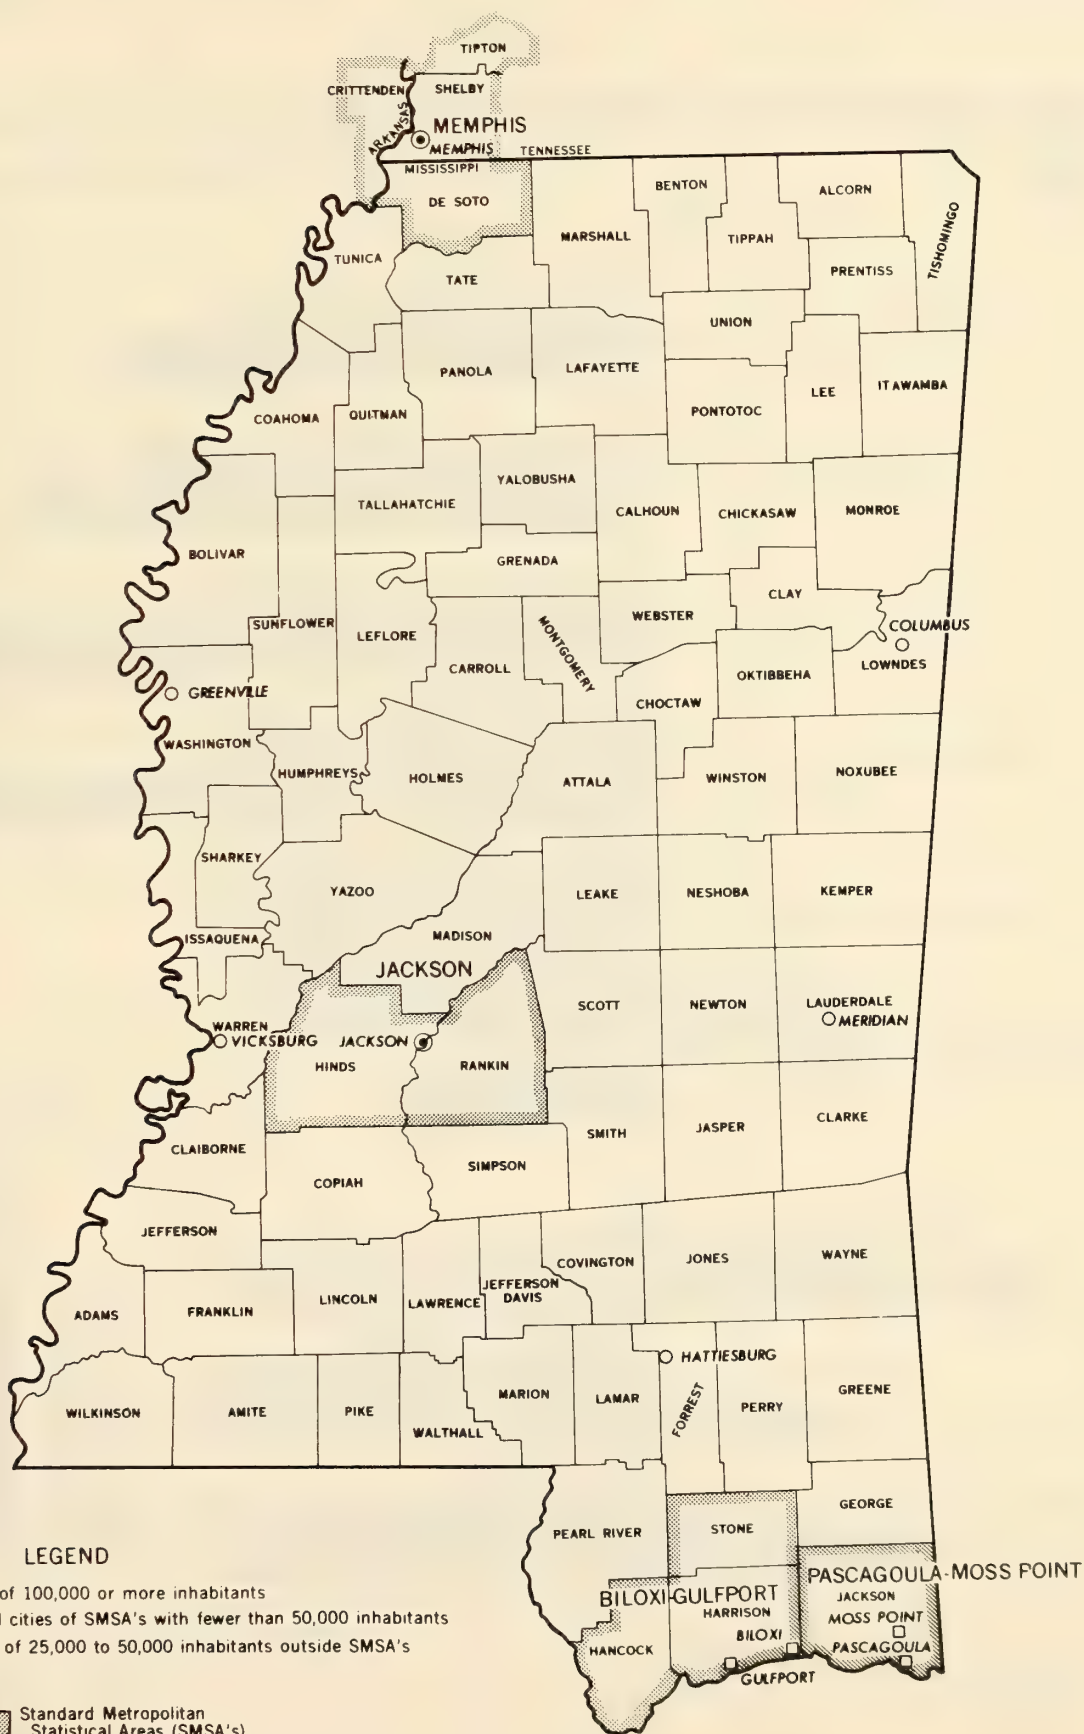 TIPTON
CRITTENDEN
SHELBY
ARKANSAS
MEMPHIS
MEMPHIS
TENNESSEE
MISSISSIPPI
DE SOTO
BENTON
ALCORN
TISHOMINGO
MARSHALL
TIPPAH
TUNICA
TATE
PRENTISS
UNION
PANOLA
LAFAYETTE
LEE
ITAWAMBA
COAHOMA
QUITMAN
PONTOTOC
YALOBUSHA
TALLAHATCHIE
CALHOUN
CHICKASAW
MONROE
BOLIVAR
GRENADA
CLAY
SUNFLOWER
LEFLORE
WEBSTER
COLUMBUS
LOWNDES
CARROLL
MONTGOMERY
OKTIBBEHA
GREENVILLE
CHOCTAW
WASHINGTON
HUMPHREYS
HOLMES
ATTALA
WINSTON
NOXUBEE
SHARKEY
YAZOO
LEAKE
NESHOBA
KEMPER
ISSAQUENA
MADISON
JACKSON
SCOTT
NEWTON
LAUDERDALE
MERIDIAN
WARREN
VICKSBURG
JACKSON
HINDS
RANKIN
CLAIBORNE
SMITH
JASPER
CLARKE
COPIAH
SIMPSON
JEFFERSON
COVINGTON
JONES
WAYNE
ADAMS
FRANKLIN
LINCOLN
LAWRENCE
JEFFERSON
DAVIS
HATTIESBURG
WILKINSON
AMITE
PIKE
WALTHALL
MARION
LAMAR
FORREST
PERRY
GREENE
PEARL RIVER
STONE
GEORGE
BILOXI-GULFPORT
PASCAGOULA-MOSS POINT
HARRISON
JACKSON
MOSS POINT
BILOXI
PASCAGOULA
HANCOCK
GULFPORT
LEGEND
of 100,000 or more inhabitants
cities of SMSA's with fewer than 50,000 inhabitants
of 25,000 to 50,000 inhabitants outside SMSA's
Standard Metropolitan
Statistical Areas (SMSA's)